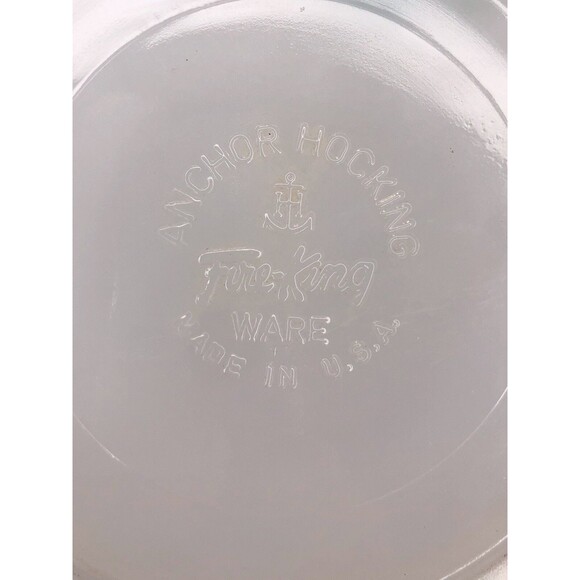 ANCHOR HOCKING
H
Fire-King
WARE
MADE IN U.S.A.